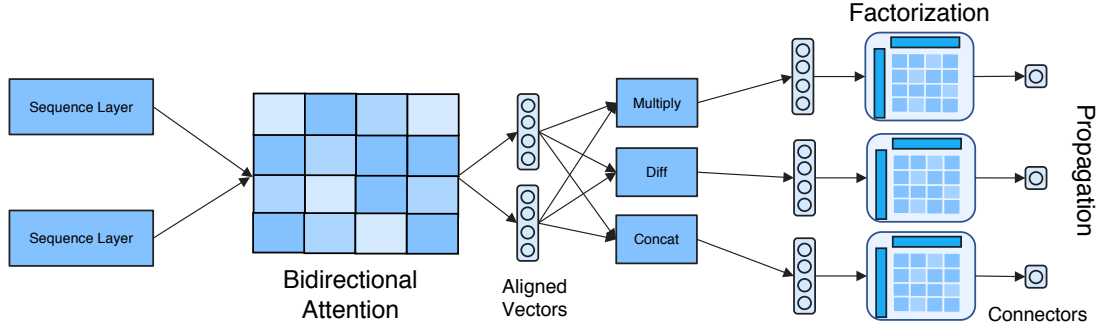 Factorization
Sequence Layer
Sequence Layer
Bidirectional
Attention
Aligned
Vectors
Multiply
Diff
Concat
Connectors
Propagation